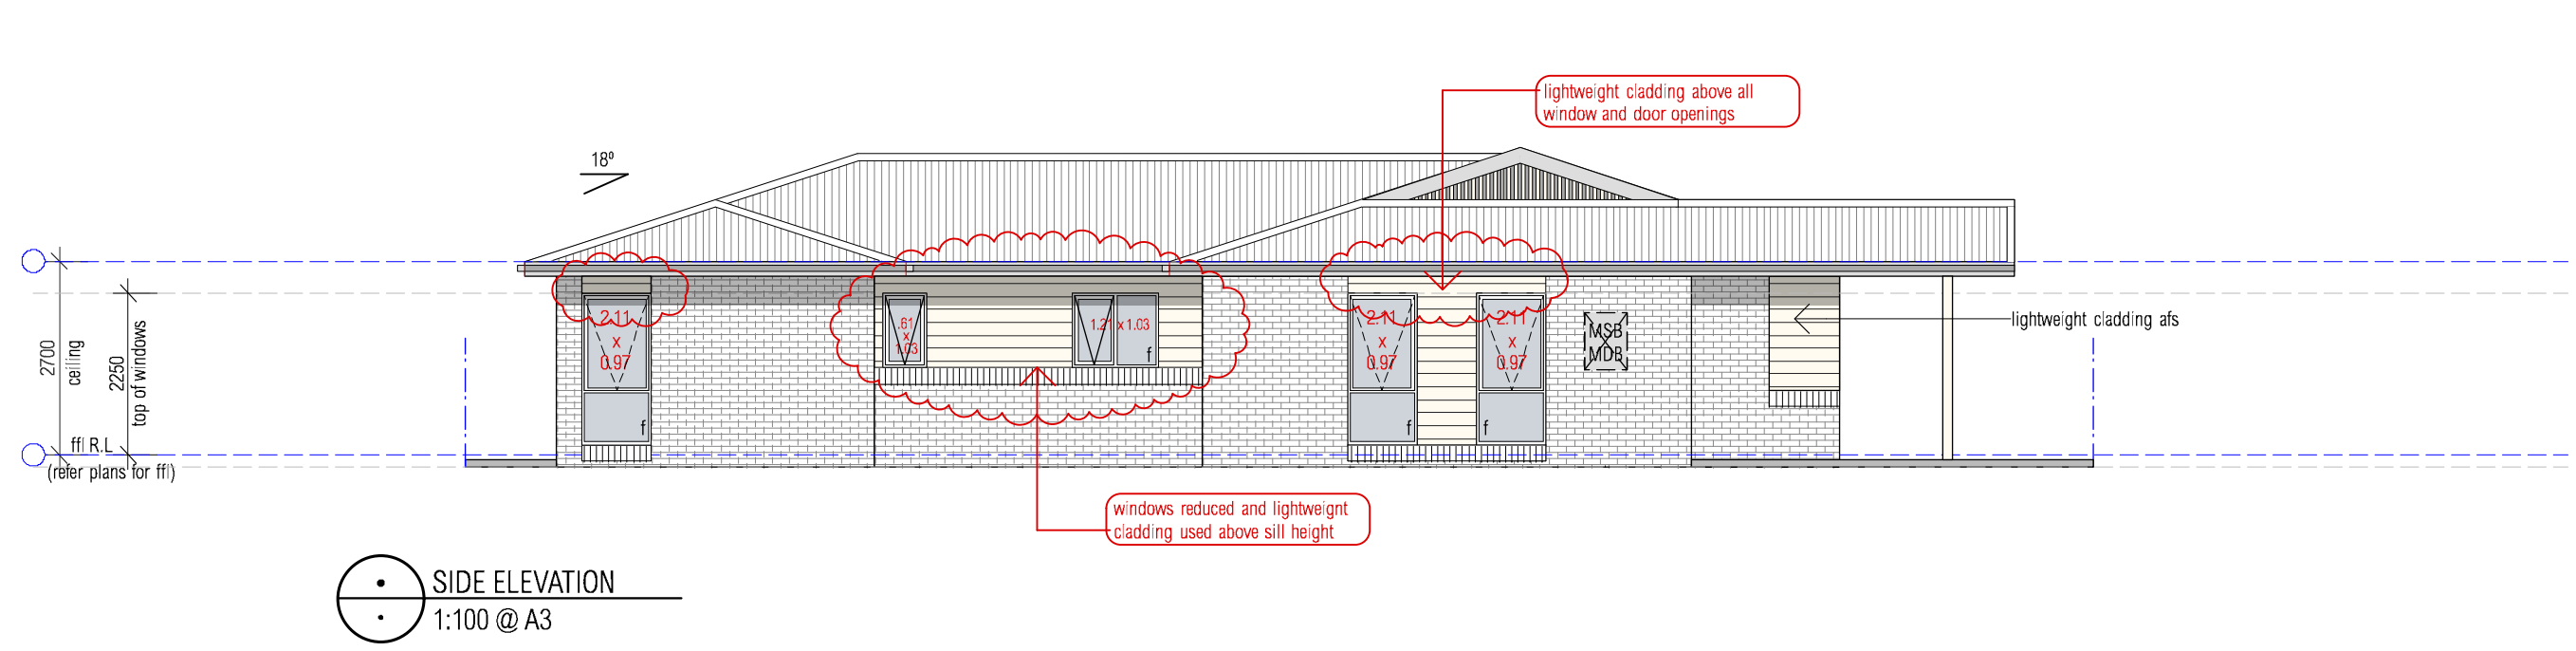 lightweight cladding above all
window and door openings
18º
2.11
x
0.97
.61
x
1.03
1.21 x 1.03
f
2.11
x
0.97
2.11
x
0.97
MSB
MDB
lightweight cladding afs
2700
ceiling
2250
top of windows
f
f
f
ffl R.L
(refer plans for ffl)
windows reduced and lightweignt
cladding used above sill height
SIDE ELEVATION
1:100 @ A3